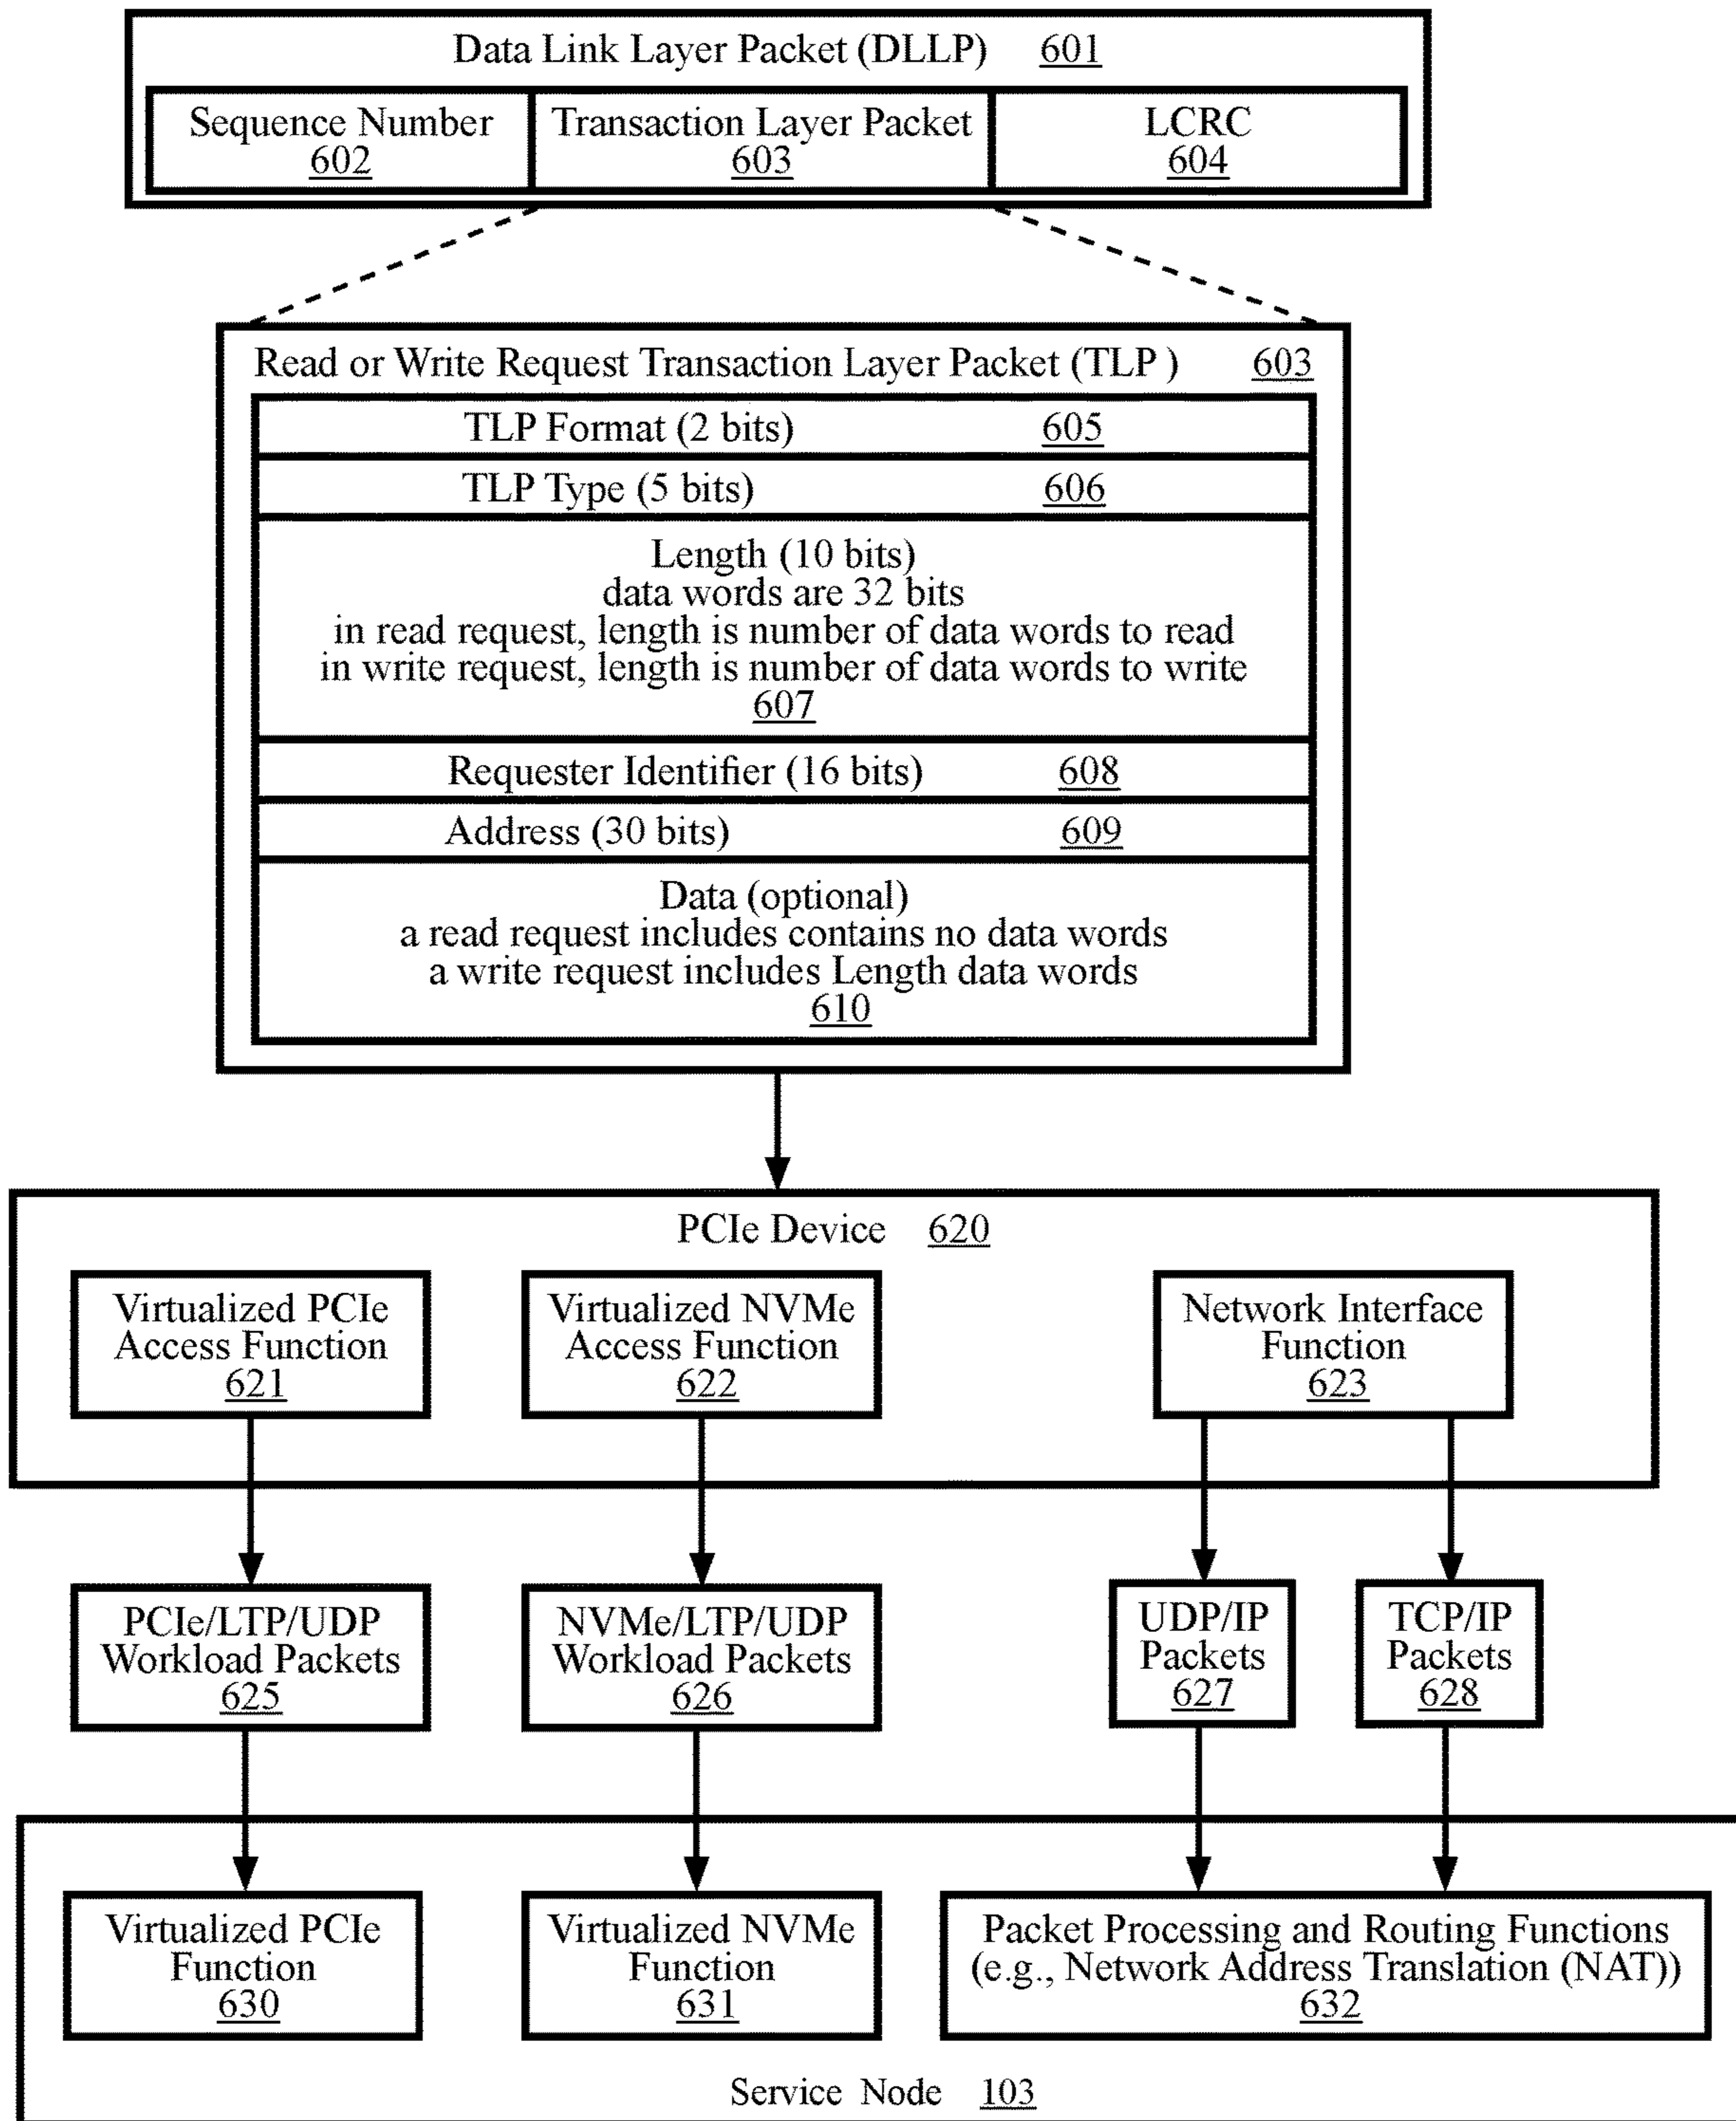 Data Link Layer Packet (DLLP) 601
Sequence Number
602
Transaction Layer Packet
603
LCRC
604
Read or Write Request Transaction Layer Packet (TLP ) 603
TLP Format (2 bits) 605
TLP Type (5 bits) 606
Length (10 bits)
data words are 32 bits
in read request, length is number of data words to read
in write request, length is number of data words to write
607
Requester Identifier (16 bits) 608
Address (30 bits) 609
Data (optional)
a read request includes contains no data words
a write request includes Length data words
610
PCIe Device 620
Virtualized PCIe
Access Function
621
Virtualized NVMe
Access Function
622
Network Interface
Function
623
PCIe/LTP/UDP
Workload Packets
625
NVMe/LTP/UDP
Workload Packets
626
UDP/IP
Packets
627
TCP/IP
Packets
628
Virtualized PCIe
Function
630
Virtualized NVMe
Function
631
Packet Processing and Routing Functions
(e.g., Network Address Translation (NAT))
632
Service Node 103